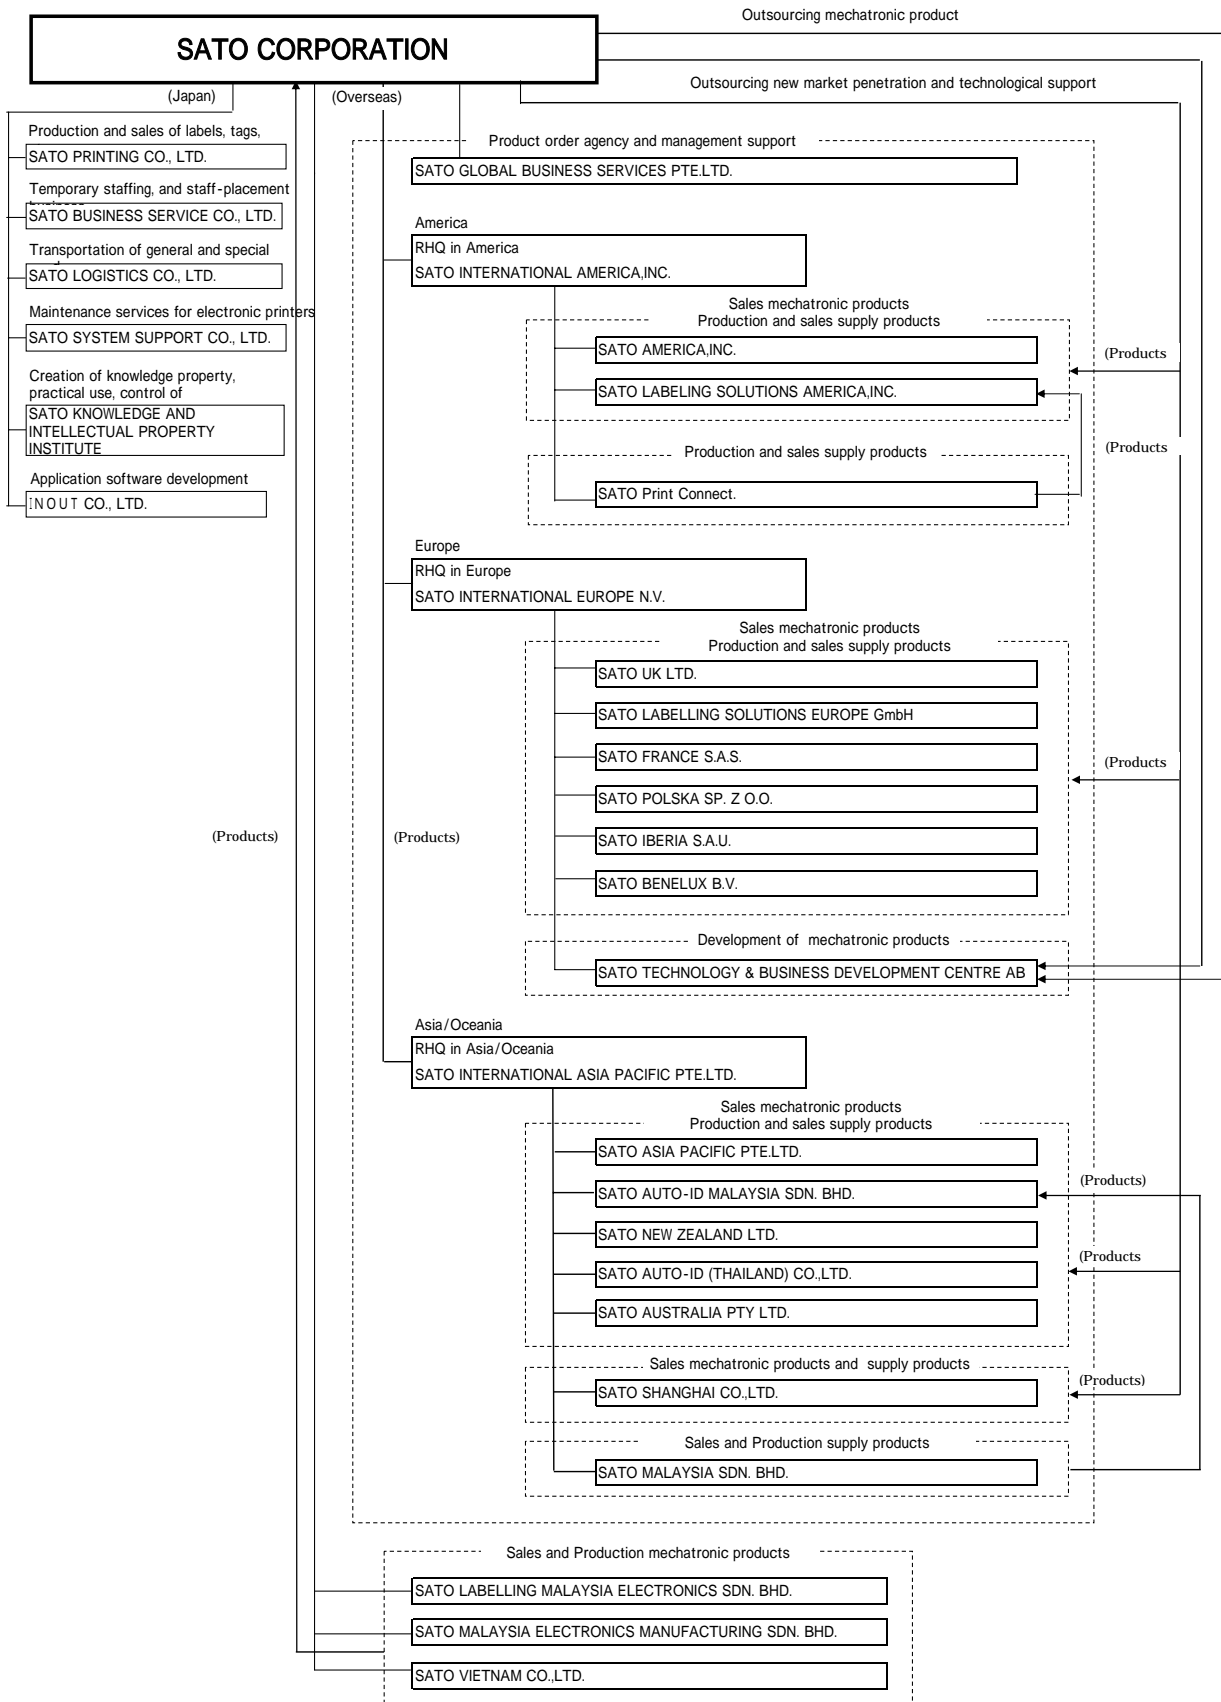 Outsourcing mechatronic product
SATO CORPORATION
Outsourcing new market penetration and technological support
(Japan)
(Overseas)
Production and sales of labels, tags,
SATO PRINTING CO., LTD.
Temporary staffing, and staff-placement
SATO BUSINESS SERVICE CO., LTD.
Transportation of general and special
SATO LOGISTICS CO., LTD.
Maintenance services for electronic printers
SATO SYSTEM SUPPORT CO., LTD.
Creation of knowledge property,
practical use, control of
SATO KNOWLEDGE AND
INTELLECTUAL PROPERTY
INSTITUTE
Application software development
INOUT CO., LTD.
Product order agency and management support
SATO GLOBAL BUSINESS SERVICES PTE.LTD.
America
RHQ in America
SATO INTERNATIONAL AMERICA,INC.
Sales mechatronic products
Production and sales supply products
SATO AMERICA,INC.
(Products
SATO LABELING SOLUTIONS AMERICA,INC.
(Products
Production and sales supply products
SATO Print Connect.
Europe
RHQ in Europe
SATO INTERNATIONAL EUROPE N.V.
Sales mechatronic products
Production and sales supply products
SATO UK LTD.
SATO LABELLING SOLUTIONS EUROPE GmbH
SATO FRANCE S.A.S.
(Products
SATO POLSKA SP. Z O.O.
(Products)
(Products)
SATO IBERIA S.A.U.
SATO BENELUX B.V.
Development of mechatronic products
SATO TECHNOLOGY & BUSINESS DEVELOPMENT CENTRE AB
Asia/Oceania
RHQ in Asia/Oceania
SATO INTERNATIONAL ASIA PACIFIC PTE.LTD.
Sales mechatronic products
Production and sales supply products
SATO ASIA PACIFIC PTE.LTD.
(Products)
SATO AUTO-ID MALAYSIA SDN. BHD.
SATO NEW ZEALAND LTD.
(Products
SATO AUTO-ID (THAILAND) CO.,LTD.
SATO AUSTRALIA PTY LTD.
Sales mechatronic products and supply products
(Products)
SATO SHANGHAI CO.,LTD.
Sales and Production supply products
SATO MALAYSIA SDN. BHD.
Sales and Production mechatronic products
SATO LABELLING MALAYSIA ELECTRONICS SDN. BHD.
SATO MALAYSIA ELECTRONICS MANUFACTURING SDN. BHD.
SATO VIETNAM CO.,LTD.